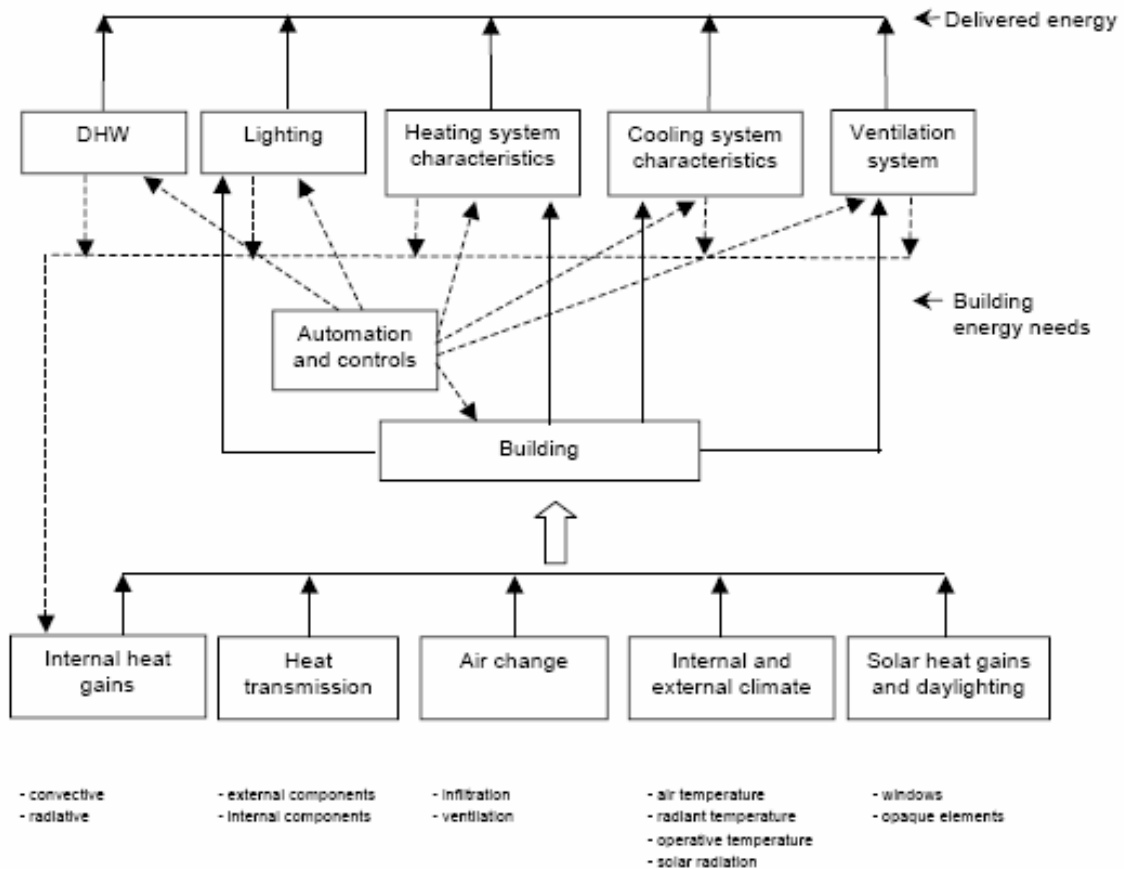 Delivered energy
DHW
Lighting
Heating system
characteristics
Cooling system
characteristics
Ventilation
system
Building
energy needs
Automation
and controls
Building
Internal heat
gains
Heat
transmission
Air change
Internal and
external climate
Solar heat gains
and daylighting
- convective
- radiative
- external components
- internal components
- infiltration
- ventilation
- air temperature
- radiant temperature
- operative temperature
- solar radiation
- windows
- opaque elements